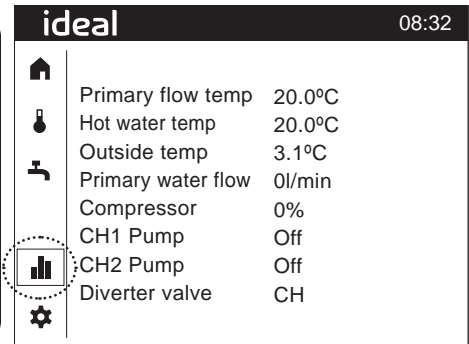 ideal 08:32
Primary flow temp 20.0ºC
Hot water temp 20.0ºC
Outside temp 3.1ºC
Primary water flow 0l/min
Compressor 0%
CH1 Pump Off
CH2 Pump Off
Diverter valve CH